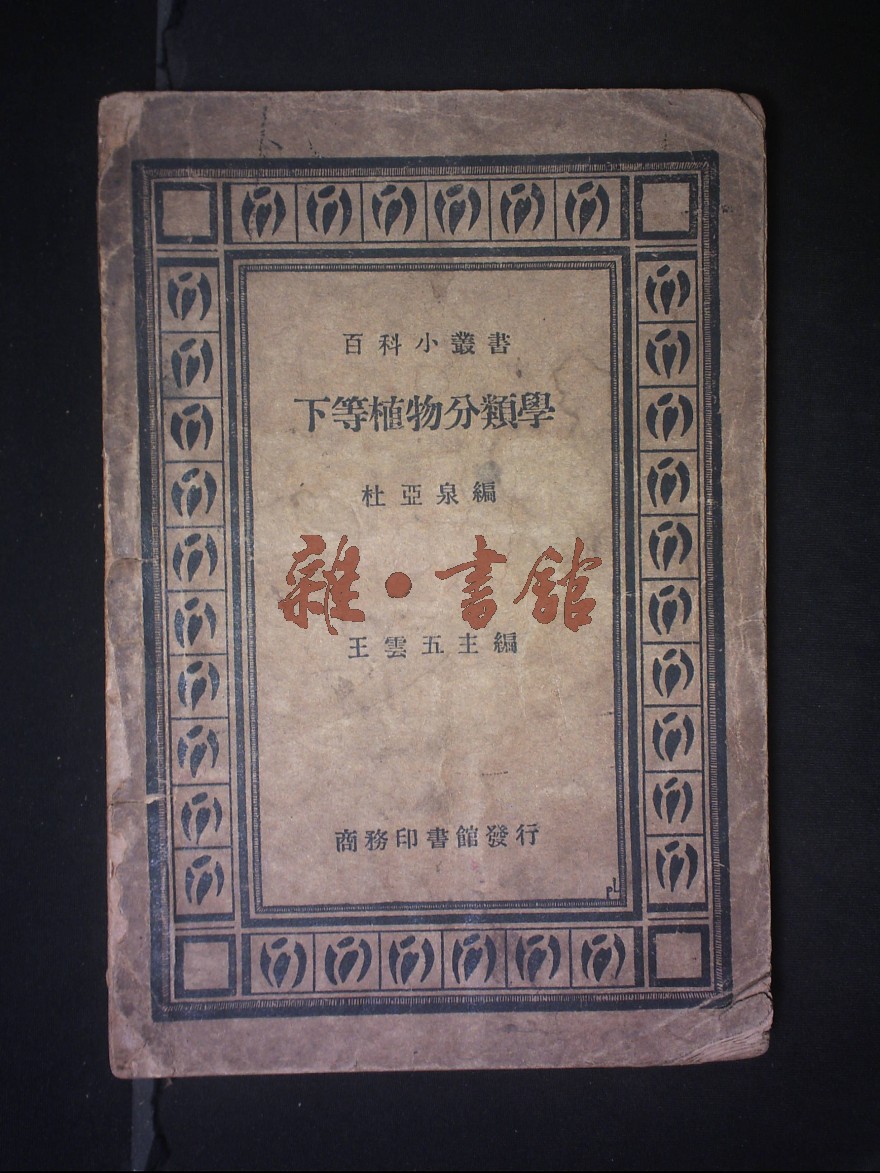 百科小叢書
下等植物分類學
杜亞泉編
雜·書館
王雲五主編
商務印書館發行